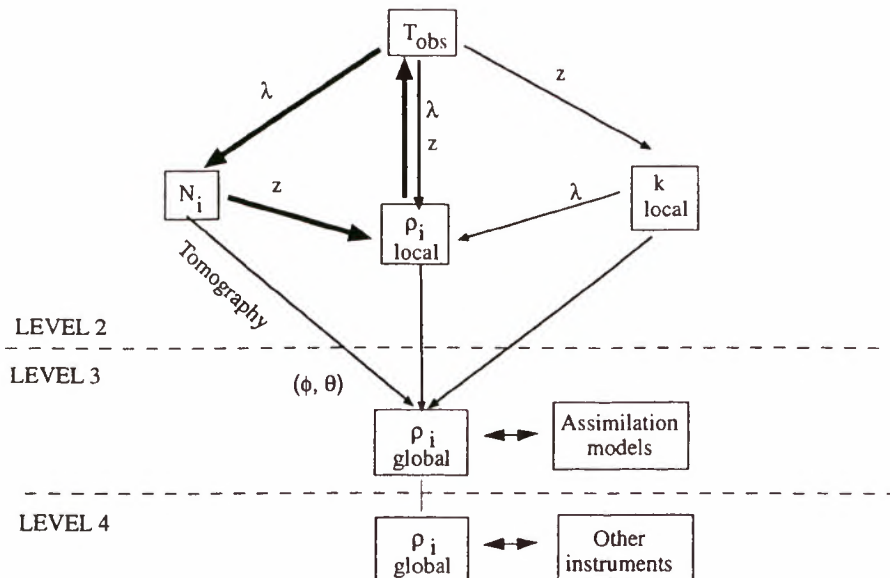 T_obs
z
λ
λ
z
N_i
z
λ
k
local
ρ_i
local
Tomography
LEVEL 2
LEVEL 3
(φ, θ)
ρ_i
global
Assimilation
models
LEVEL 4
ρ_i
global
Other
instruments